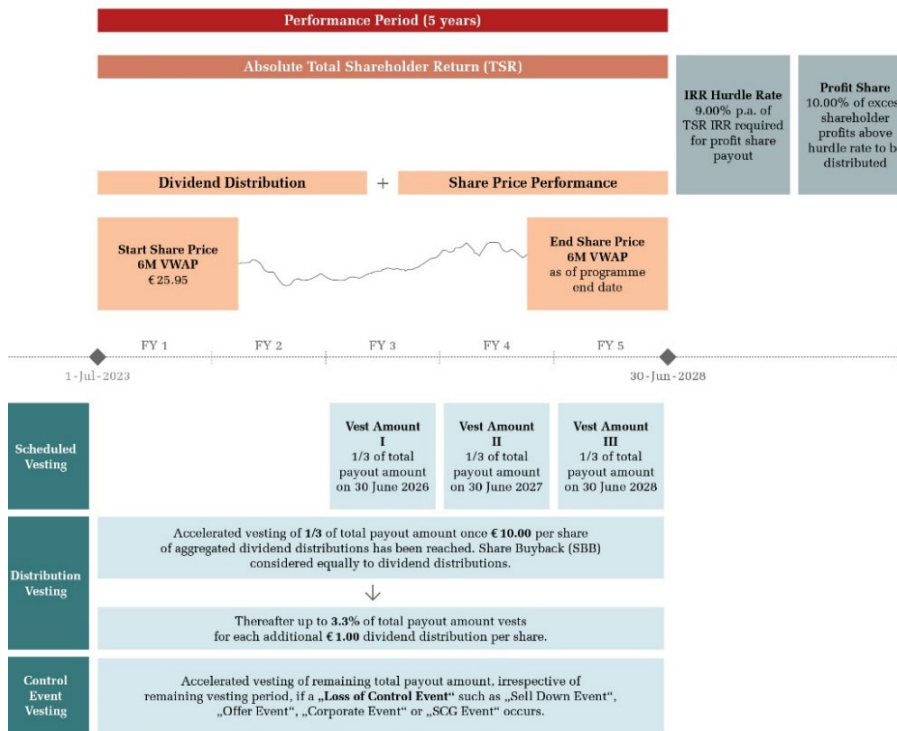 Performance Period (5 years)
Absolute Total Shareholder Return (TSR)
IRR Hurdle Rate
9.00% p.a. of
TSR IRR required
for profit share
payout
Profit Share
10.00% of exces
shareholder
profits above
hurdle rate to b
distributed
Dividend Distribution
+
Share Price Performance
Start Share Price
6M VWAP
€ 25.95
End Share Price
6M VWAP
as of programme
end date
FY 1
FY 2
FY 3
FY 4
FY 5
1-Jul-2023
30-Jun-2028
Scheduled
Vesting
Vest Amount
I
1/3 of total
payout amount
on 30 June 2026
Vest Amount
II
1/3 of total
payout amount
on 30 June 2027
Vest Amount
III
1/3 of total
payout amount
on 30 June 2028
Distribution
Vesting
Accelerated vesting of 1/3 of total payout amount once € 10.00 per share
of aggregated dividend distributions has been reached. Share Buyback (SBB)
considered equally to dividend distributions.
Thereafter up to 3.3% of total payout amount vests
for each additional € 1.00 dividend distribution per share.
Control
Event
Vesting
Accelerated vesting of remaining total payout amount, irrespective of
remaining vesting period, if a „Loss of Control Event“ such as „Sell Down Event“,
„Offer Event“, „Corporate Event“ or „SCG Event“ occurs.